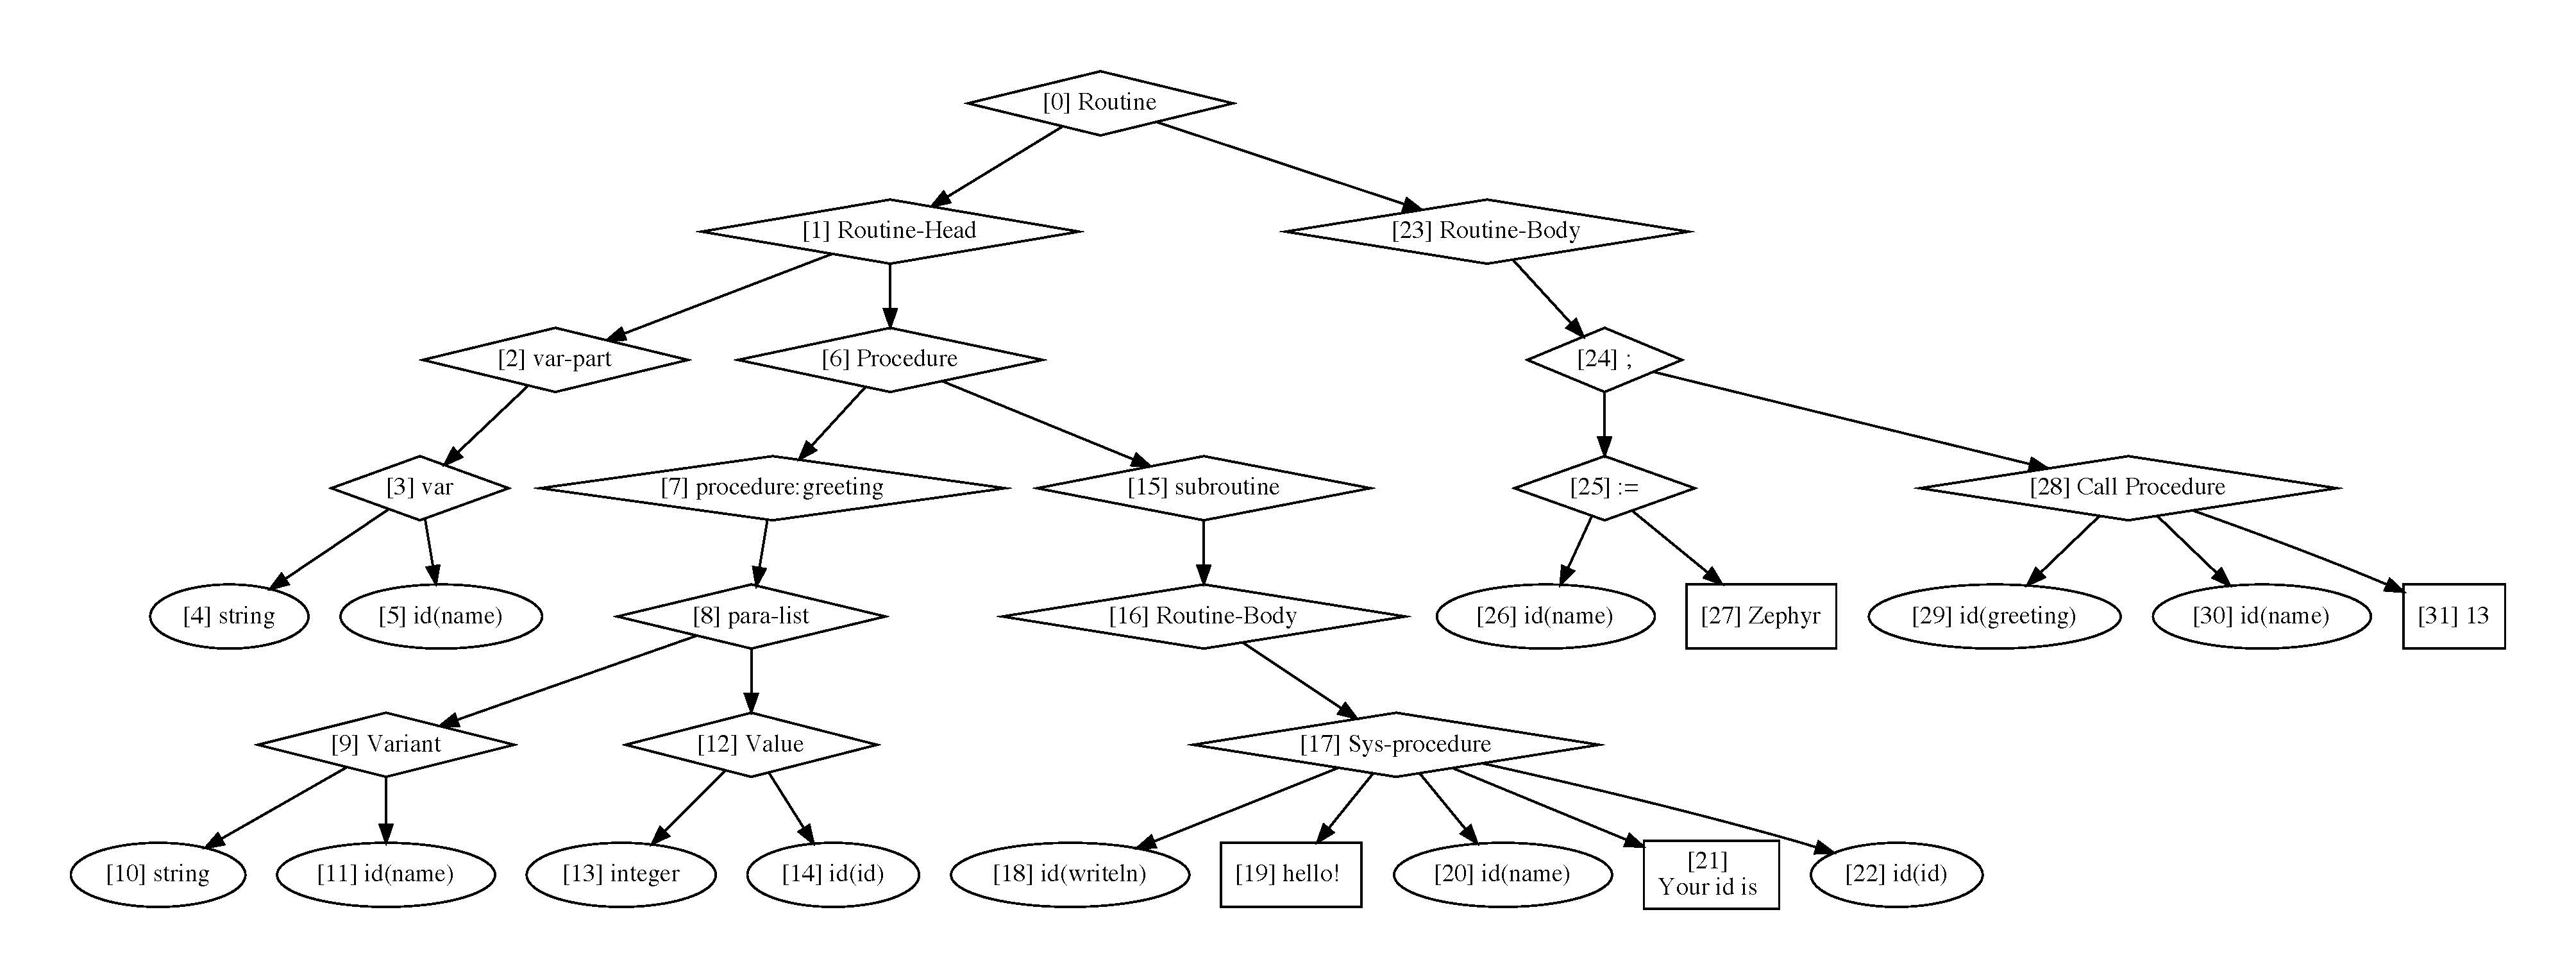 [0] Routine
[1] Routine-Head
[23] Routine-Body
[2] var-part
[6] Procedure
[24] ;
[3] var
[7] procedure:greeting
[15] subroutine
[25] :=
[28] Call Procedure
[4] string
[5] id(name)
[8] para-list
[16] Routine-Body
[26] id(name)
[27] Zephyr
[29] id(greeting)
[30] id(name)
[31] 13
[9] Variant
[12] Value
[17] Sys-procedure
[10] string
[11] id(name)
[13] integer
[14] id(id)
[18] id(writeln)
[19] hello!
[20] id(name)
[21]
Your id is
[22] id(id)